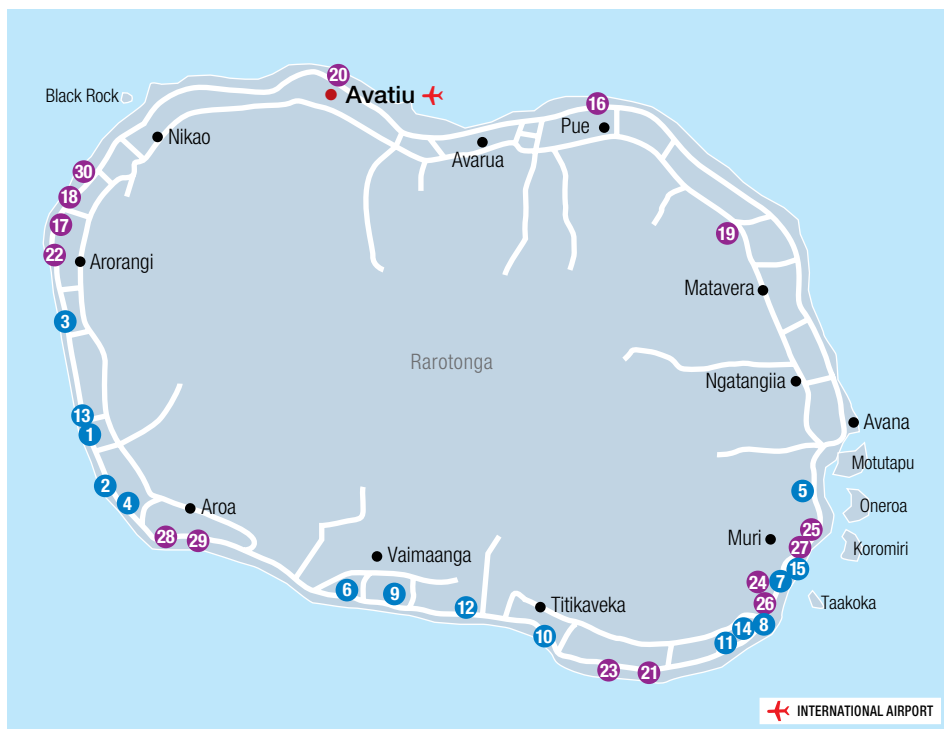 20
Black Rock
Avatiu
16
Pue
Nikao
Avarua
30
18
17
19
22
Arorangi
Matavera
3
Rarotonga
Ngatangiia
13
Avana
1
Motutapu
2
5
4
Aroa
Oneroa
25
28
29
Muri
27
Koromiri
Vaimaanga
15
24
7
6
9
Taakoka
12
Titikaveka
26
8
14
10
11
23
21
INTERNATIONAL AIRPORT